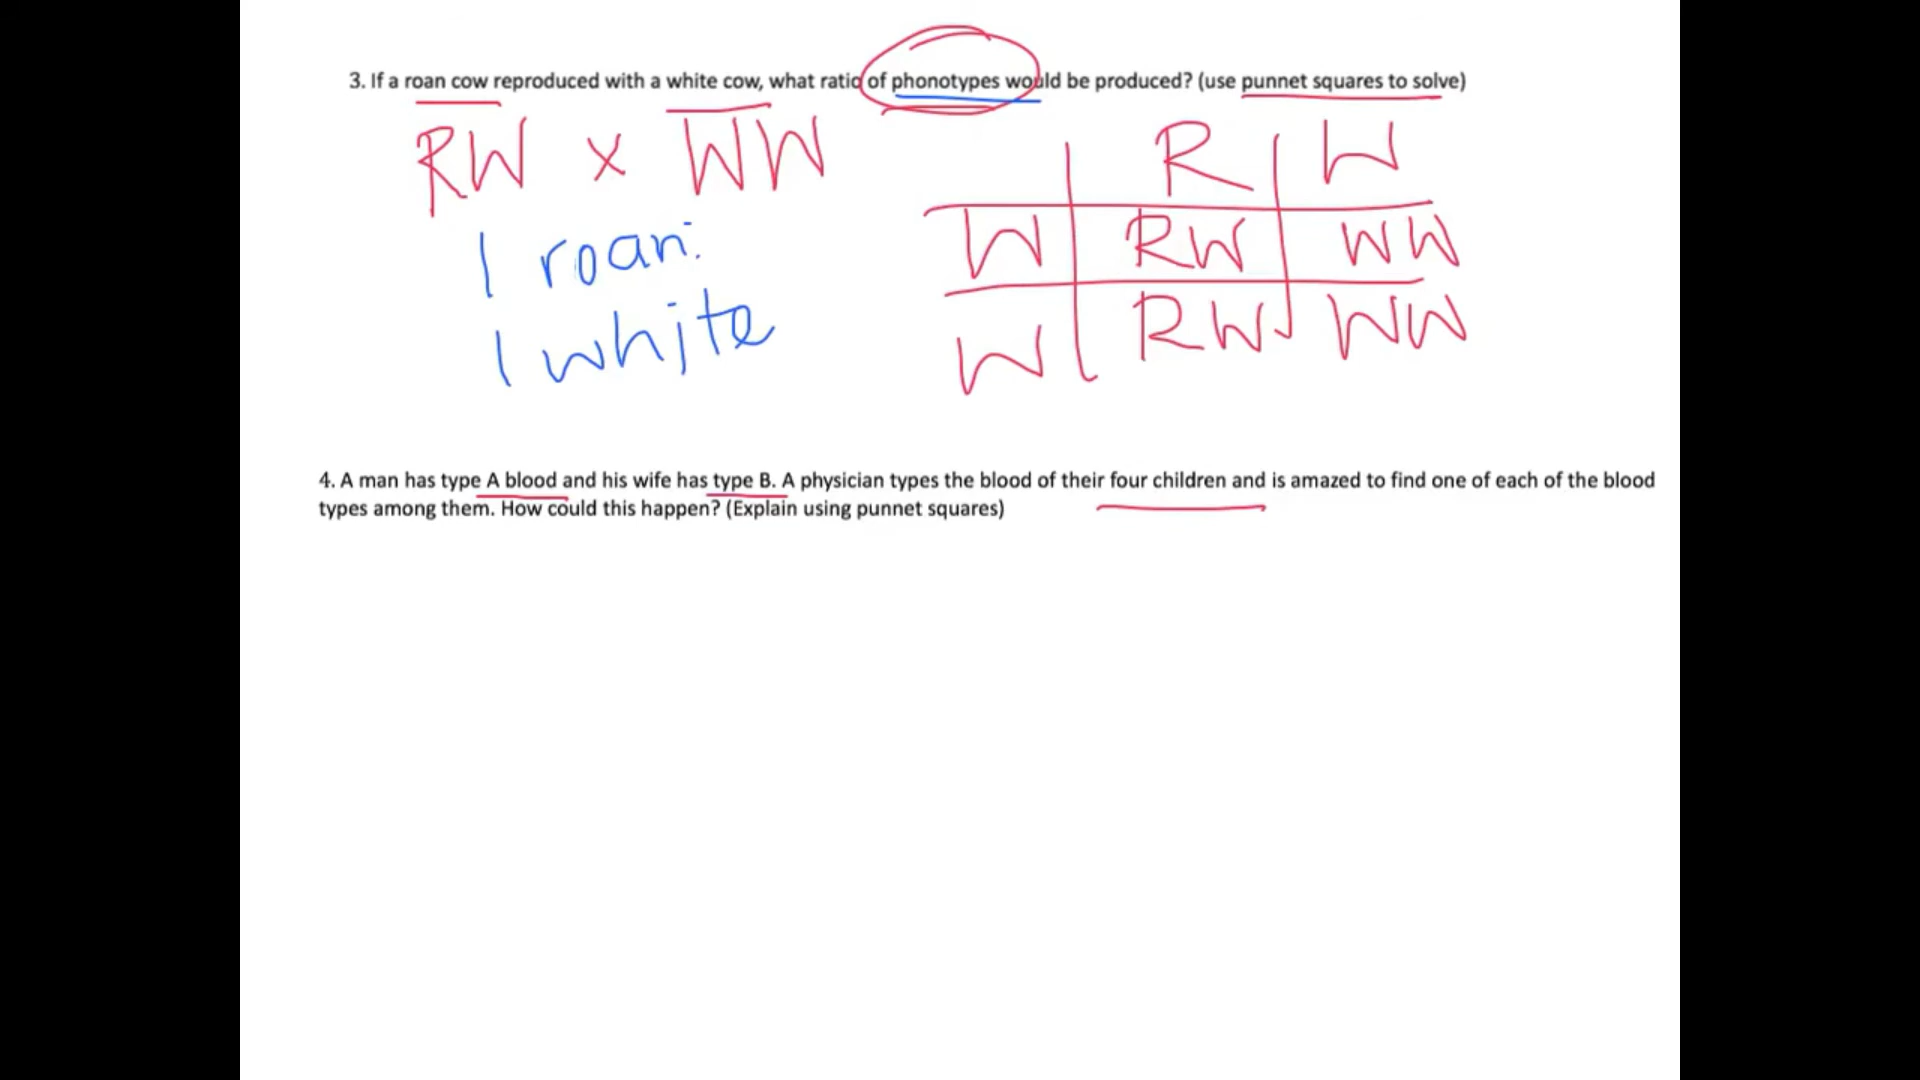 3. If a roan cow reproduced with a white cow, what ratio of phonotypes would be produced? (use punnet squares to solve)
RW x WW
R W
W RW WW
W RW WW
1 roan:
1 white
4. A man has type A blood and his wife has type B. A physician types the blood of their four children and is amazed to find one of each of the blood
types among them. How could this happen? (Explain using punnet squares)